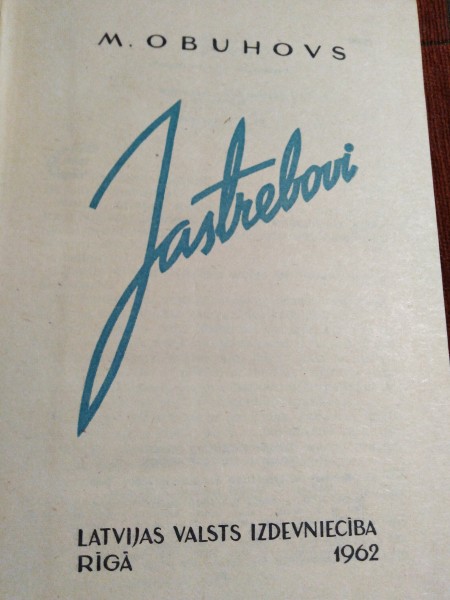 M. OBUHOVS
Jastrebovi
LATVIJAS VALSTS IZDEVNIECĪBA
RĪGĀ 1962